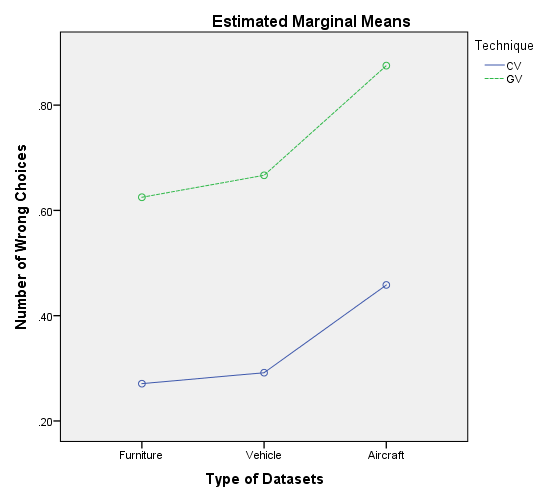 Estimated Marginal Means
Technique
CV
GV
Number of Wrong Choices
.80
.60
.40
.20
Furniture Vehicle Aircraft
Type of Datasets